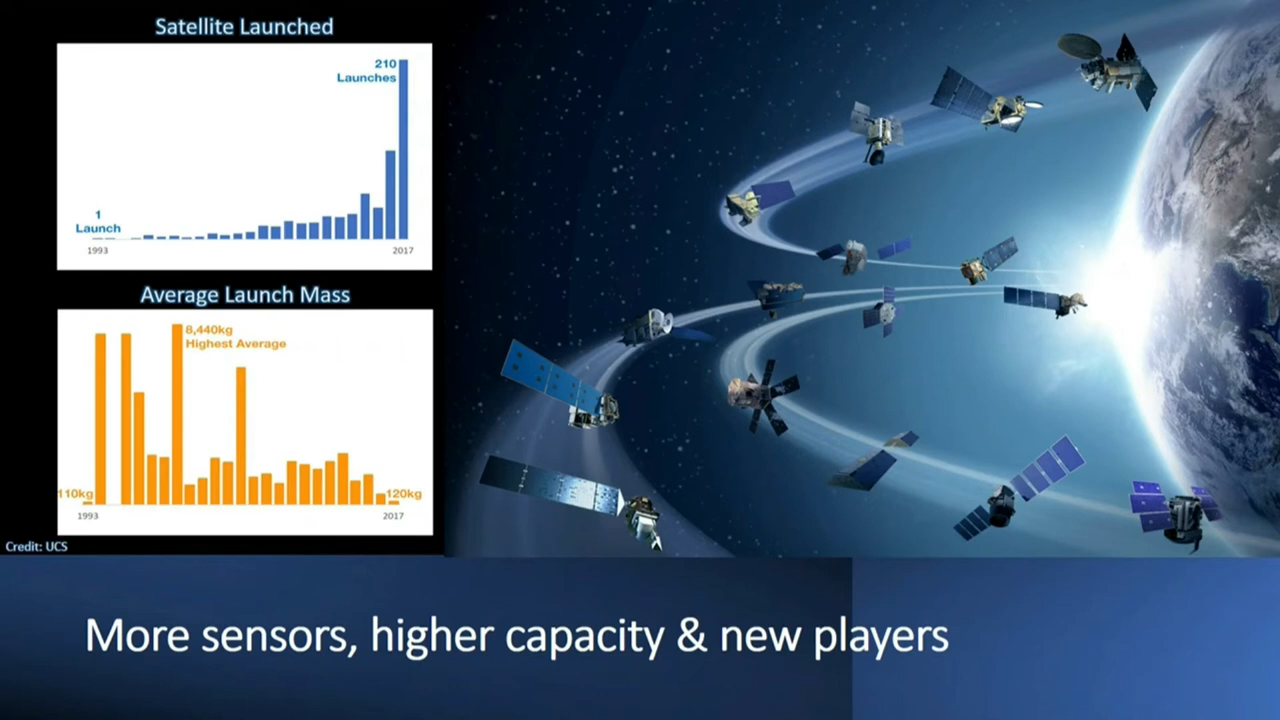 Satellite Launched
210
Launches
1
Launch
1993
2017
Average Launch Mass
8,440kg
Highest Average
110kg
120kg
1993
2017
Credit: UCS
More sensors, higher capacity & new players